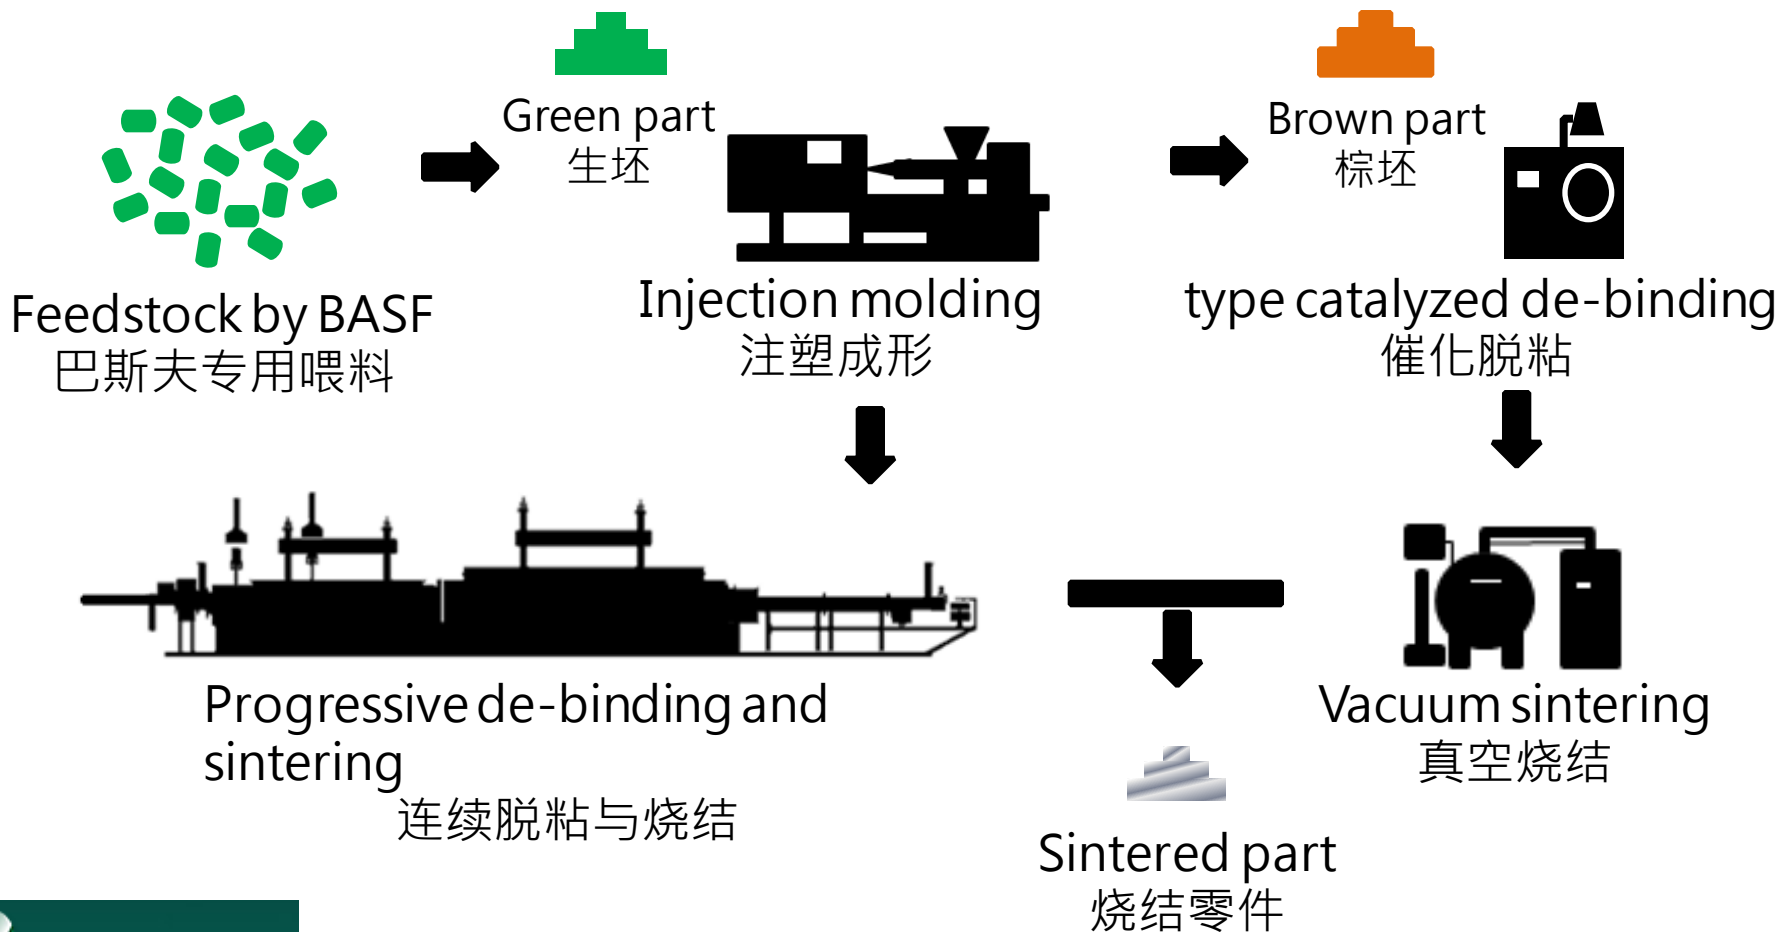 Green part
生坯
Brown part
棕坯
Feedstock by BASF
巴斯夫专用喂料
Injection molding
注塑成形
type catalyzed de-binding
催化脱粘
Progressive de-binding and
sintering
连续脱粘与烧结
Vacuum sintering
真空烧结
Sintered part
烧结零件